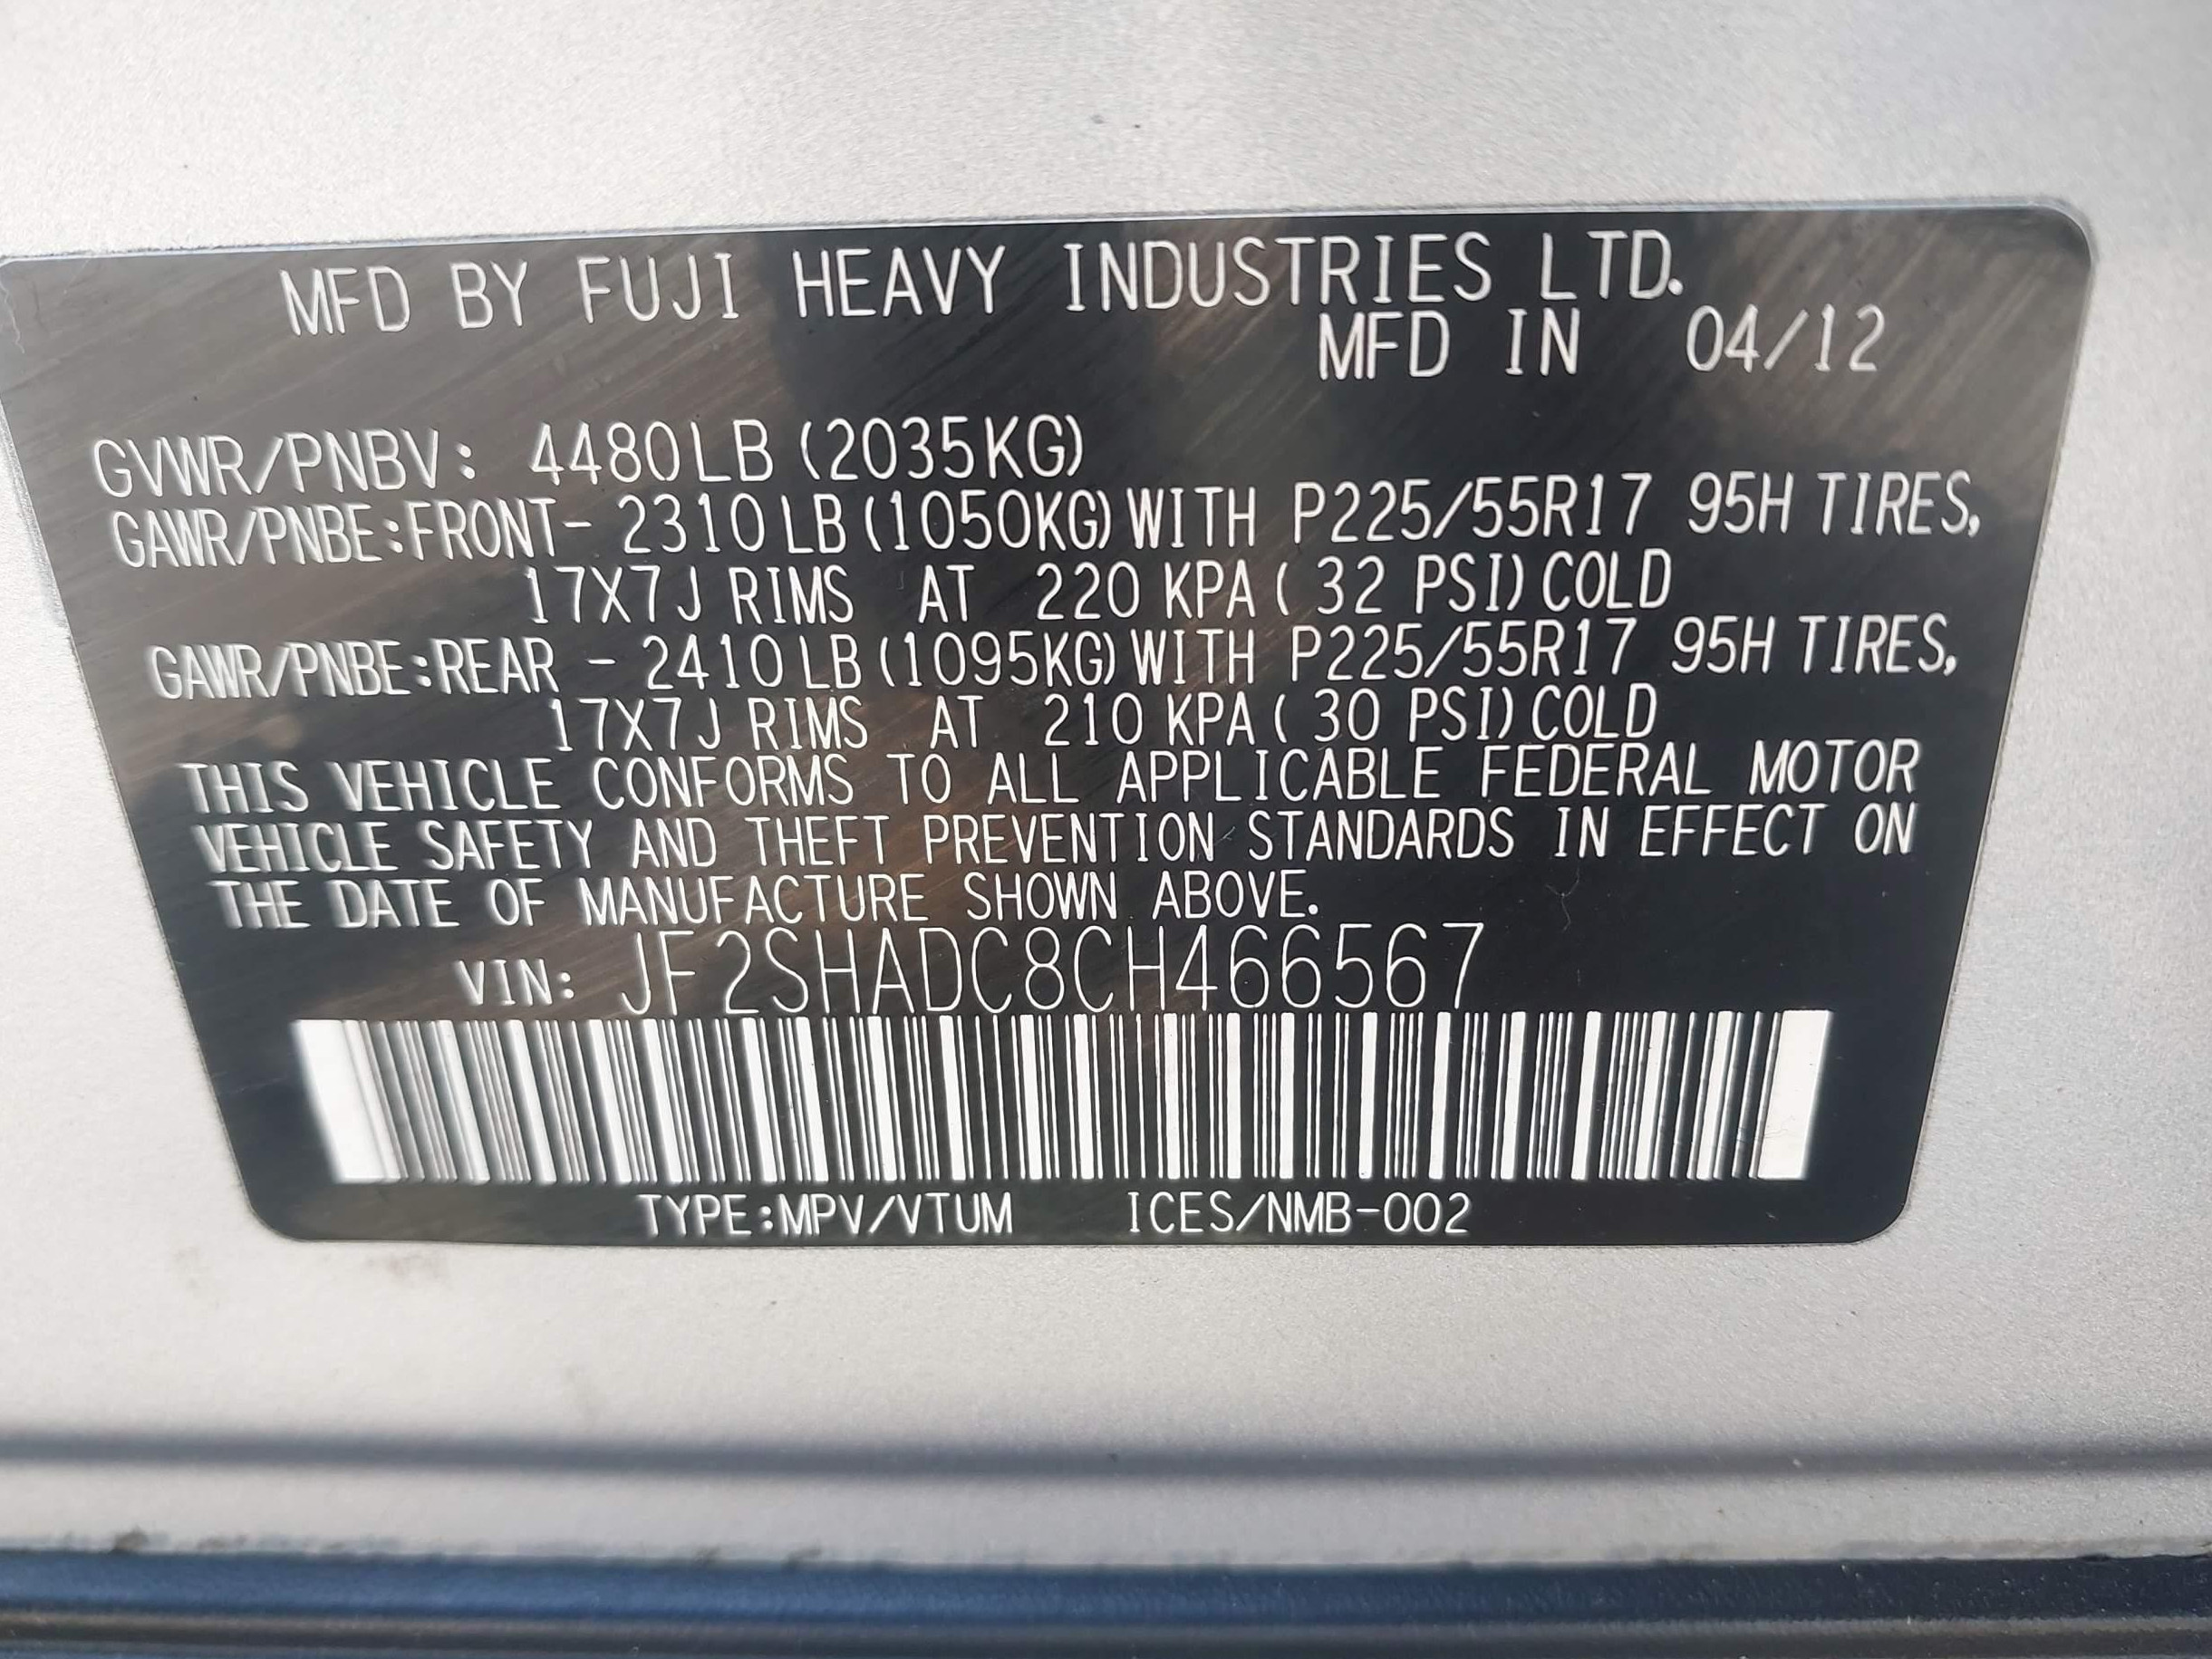 MFD BY FUJI HEAVY INDUSTRIES LTD.
MFD IN 04/12
GVWR/PNBV: 4480LB (2035KG)
GAWR/PNBE:FRONT- 2310LB(1050KG)WITH P225/55R17 95H TIRES,
17X7J RIMS AT 220 KPA( 32 PSI)COLD
GAWR/PNBE:REAR - 2410LB(1095KG)WITH P225/55R17 95H TIRES,
17X7J RIMS AT 210 KPA( 30 PSI)COLD
THIS VEHICLE CONFORMS TO ALL APPLICABLE FEDERAL MOTOR
VEHICLE SAFETY AND THEFT PREVENTION STANDARDS IN EFFECT ON
THE DATE OF MANUFACTURE SHOWN ABOVE.
VIN: JF2SHADC8CH466567
TYPE:MPV/VTUM ICES/NMB-002